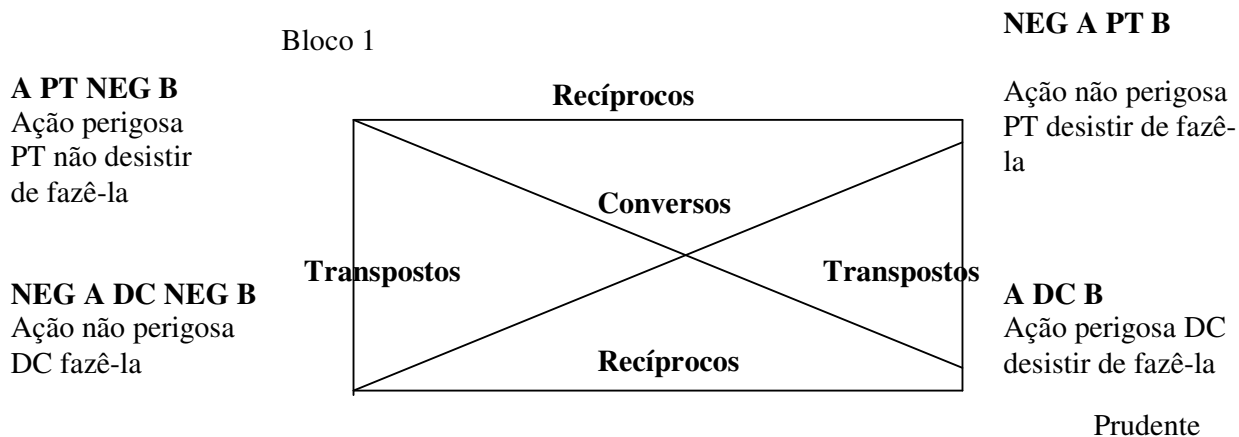 Bloco 1
NEG A PT B
A PT NEG B
Ação perigosa
PT não desistir
de fazê-la
Recíprocos
Ação não perigosa
PT desistir de fazê-
la
Conversos
Transpostos
Transpostos
NEG A DC NEG B
Ação não perigosa
DC fazê-la
Recíprocos
A DC B
Ação perigosa DC
desistir de fazê-la
Prudente